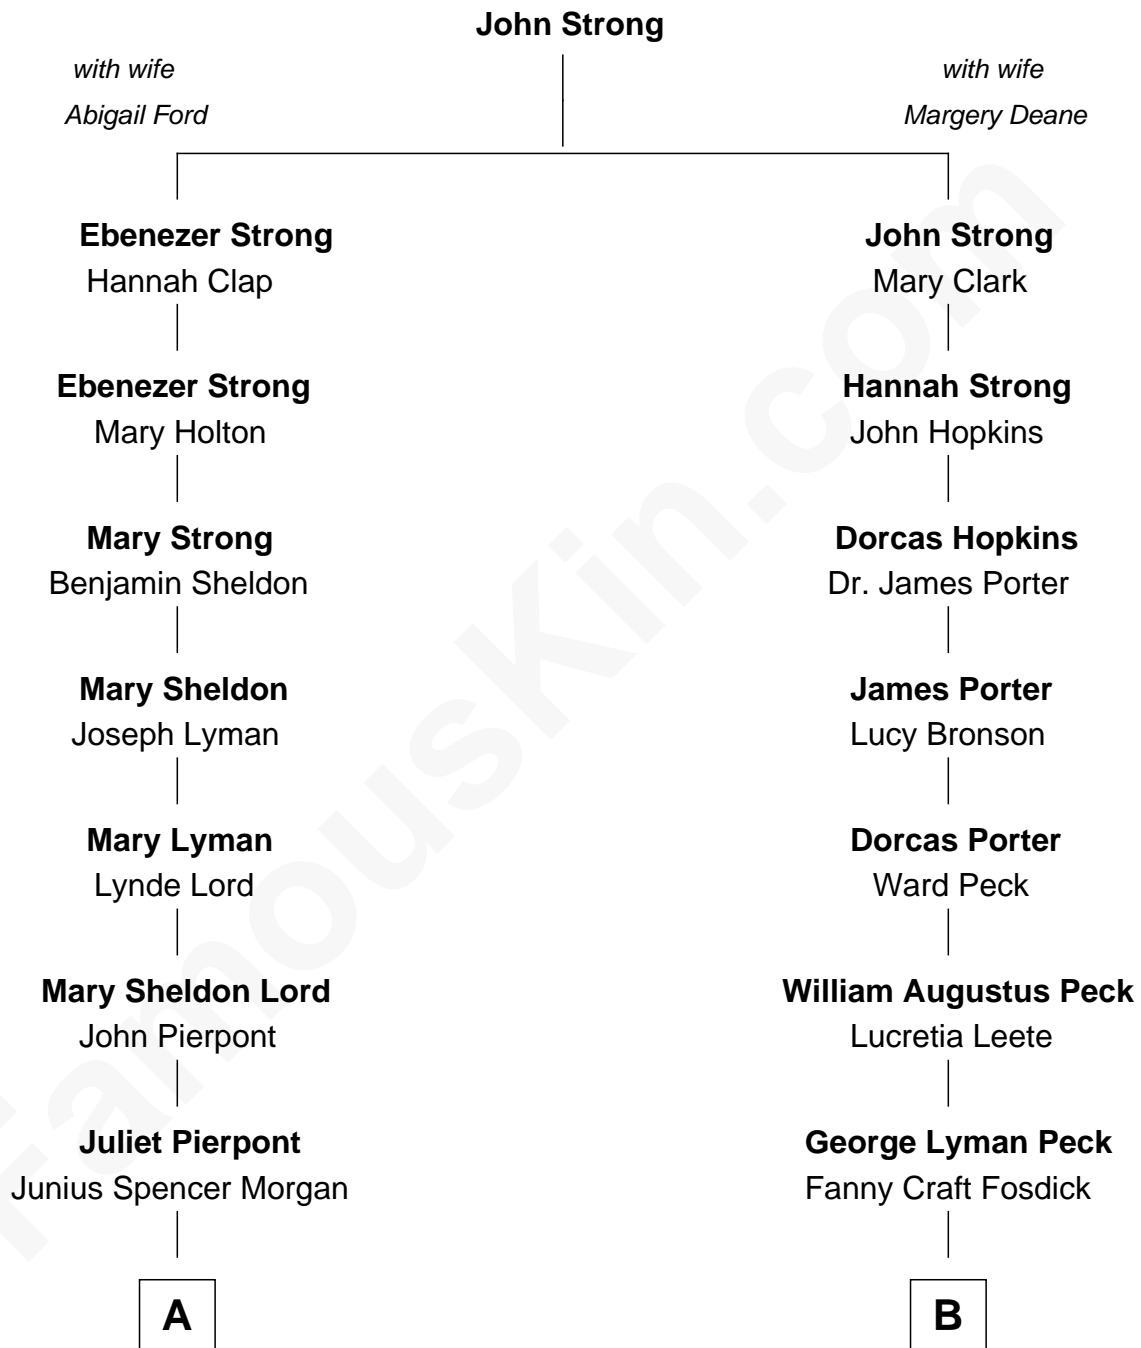 John Strong
with wife
Abigail Ford
with wife
Margery Deane
Ebenezer Strong
Hannah Clap
John Strong
Mary Clark
Ebenezer Strong
Mary Holton
Hannah Strong
John Hopkins
Mary Strong
Benjamin Sheldon
Dorcas Hopkins
Dr. James Porter
Mary Sheldon
Joseph Lyman
James Porter
Lucy Bronson
Mary Lyman
Lynde Lord
Dorcas Porter
Ward Peck
Mary Sheldon Lord
John Pierpont
William Augustus Peck
Lucretia Leete
Juliet Pierpont
Junius Spencer Morgan
George Lyman Peck
Fanny Craft Fosdick
A
B
FamousKin.com